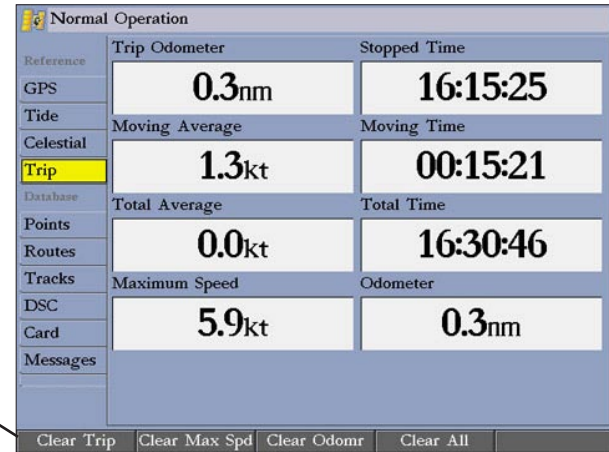 Normal Operation
Reference
GPS
Tide
Celestial
Trip
Database
Points
Routes
Tracks
DSC
Card
Messages
Trip Odometer
0.3nm
Stopped Time
16:15:25
Moving Average
1.3kt
Moving Time
00:15:21
Total Average
0.0kt
Total Time
16:30:46
Maximum Speed
5.9kt
Odometer
0.3nm
Clear Trip Clear Max Spd Clear Odomr Clear All